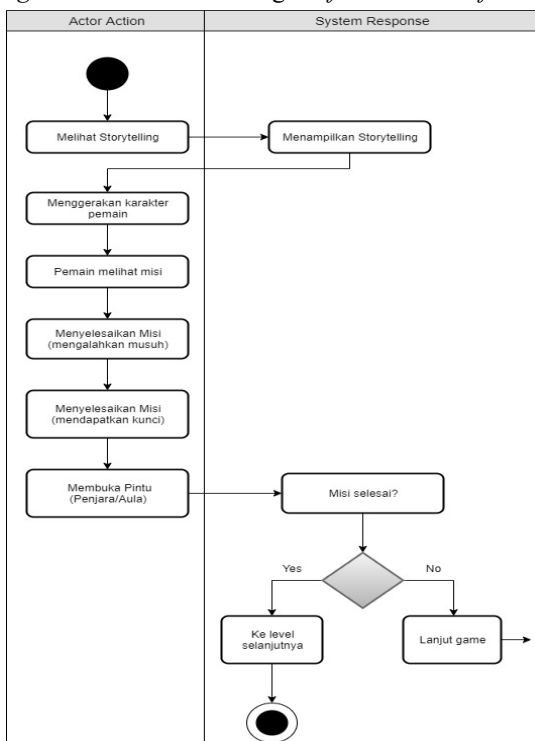 Actor Action
System Response
Melihat Storytelling
Menampilkan Storytelling
Menggerakan karakter
pemain
Pemain melihat misi
Menyelesaikan Misi
(mengalahkan musuh)
Menyelesaikan Misi
(mendapatkan kunci)
Membuka Pintu
(Penjara/Aula)
Misi selesai?
Yes
No
Ke level
selanjutnya
Lanjut game